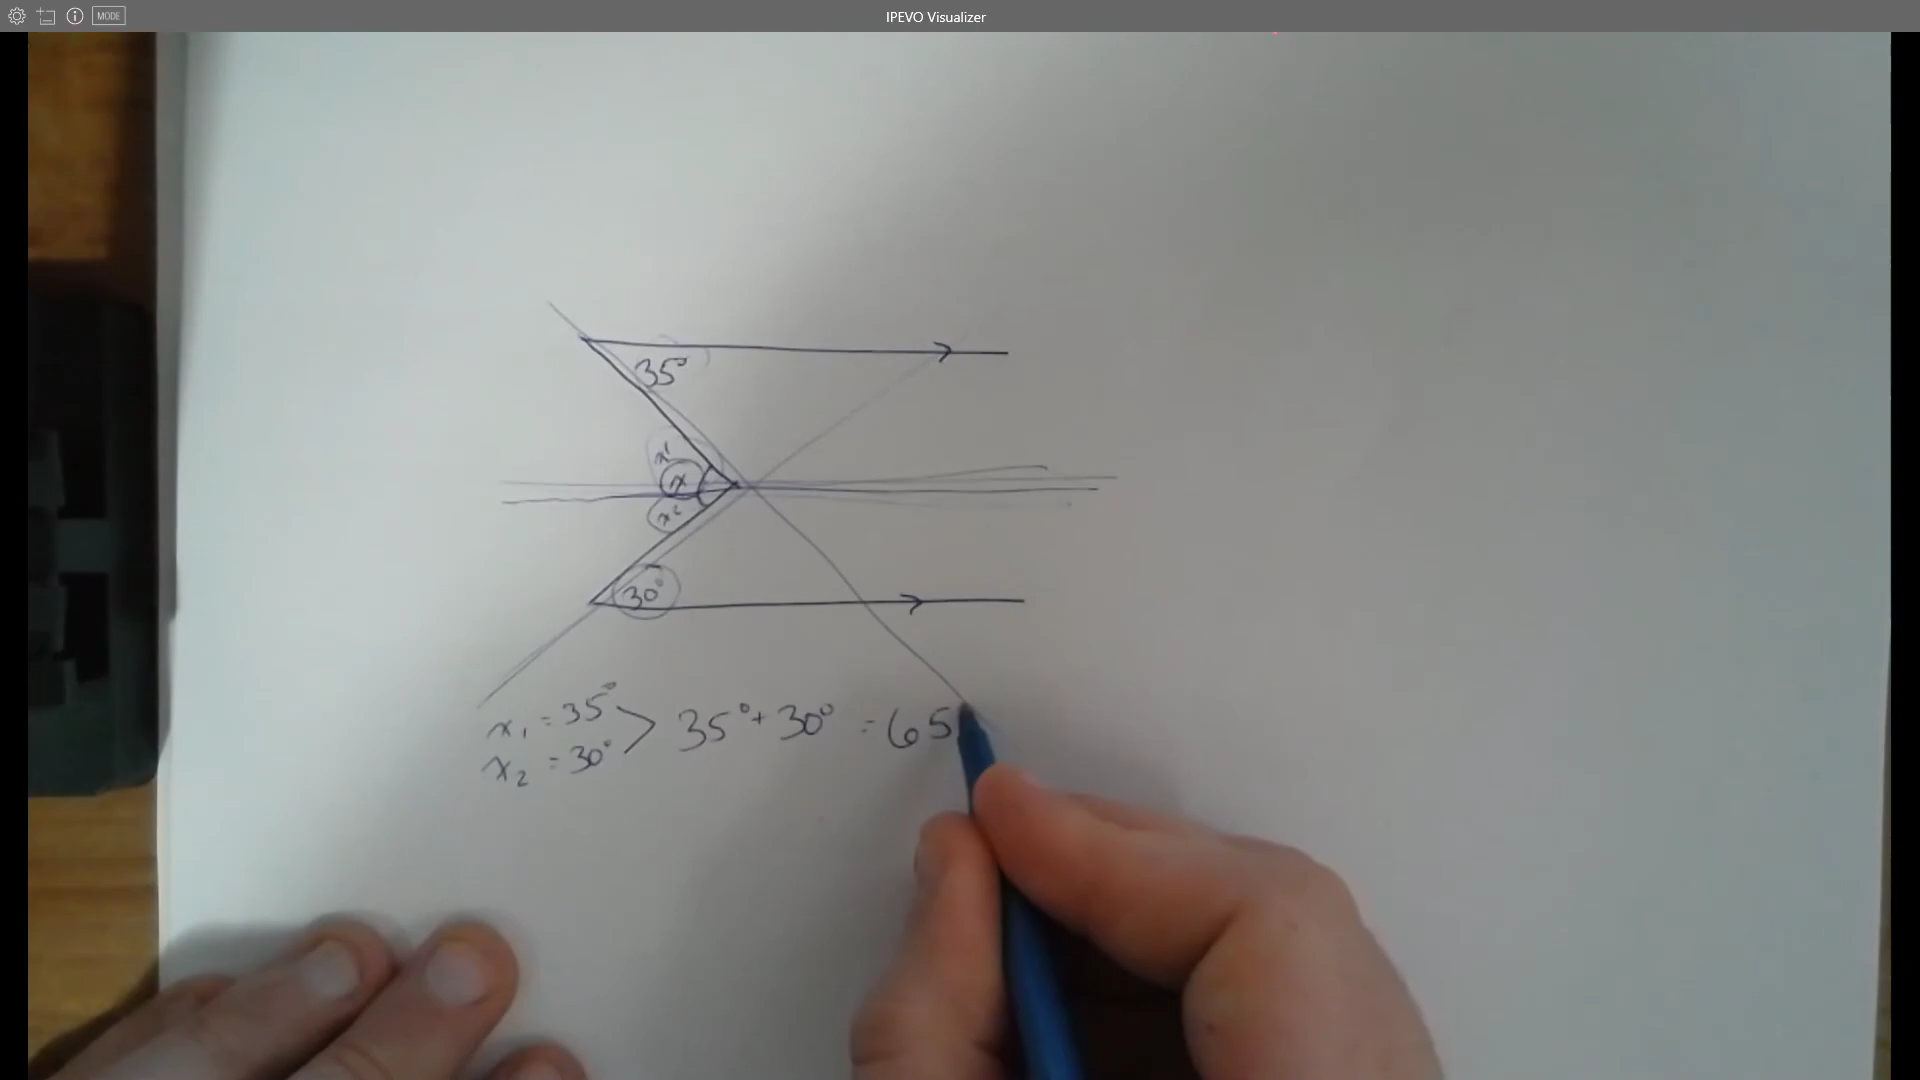 MODE
IPEVO Visualizer
35°
x¹
x
x²
30°
x₁ = 35°
x₂ = 30°
35° + 30° = 65